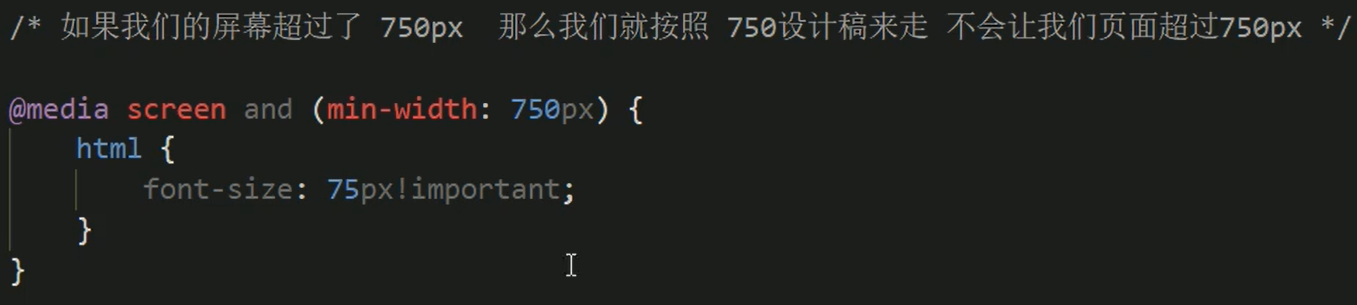 /* 如果我们的屏幕超过了 750px  那么我们就按照 750设计稿来走 不会让我们页面超过750px */
@media screen and (min-width: 750px) {
    html {
        font-size: 75px!important;
    }
}